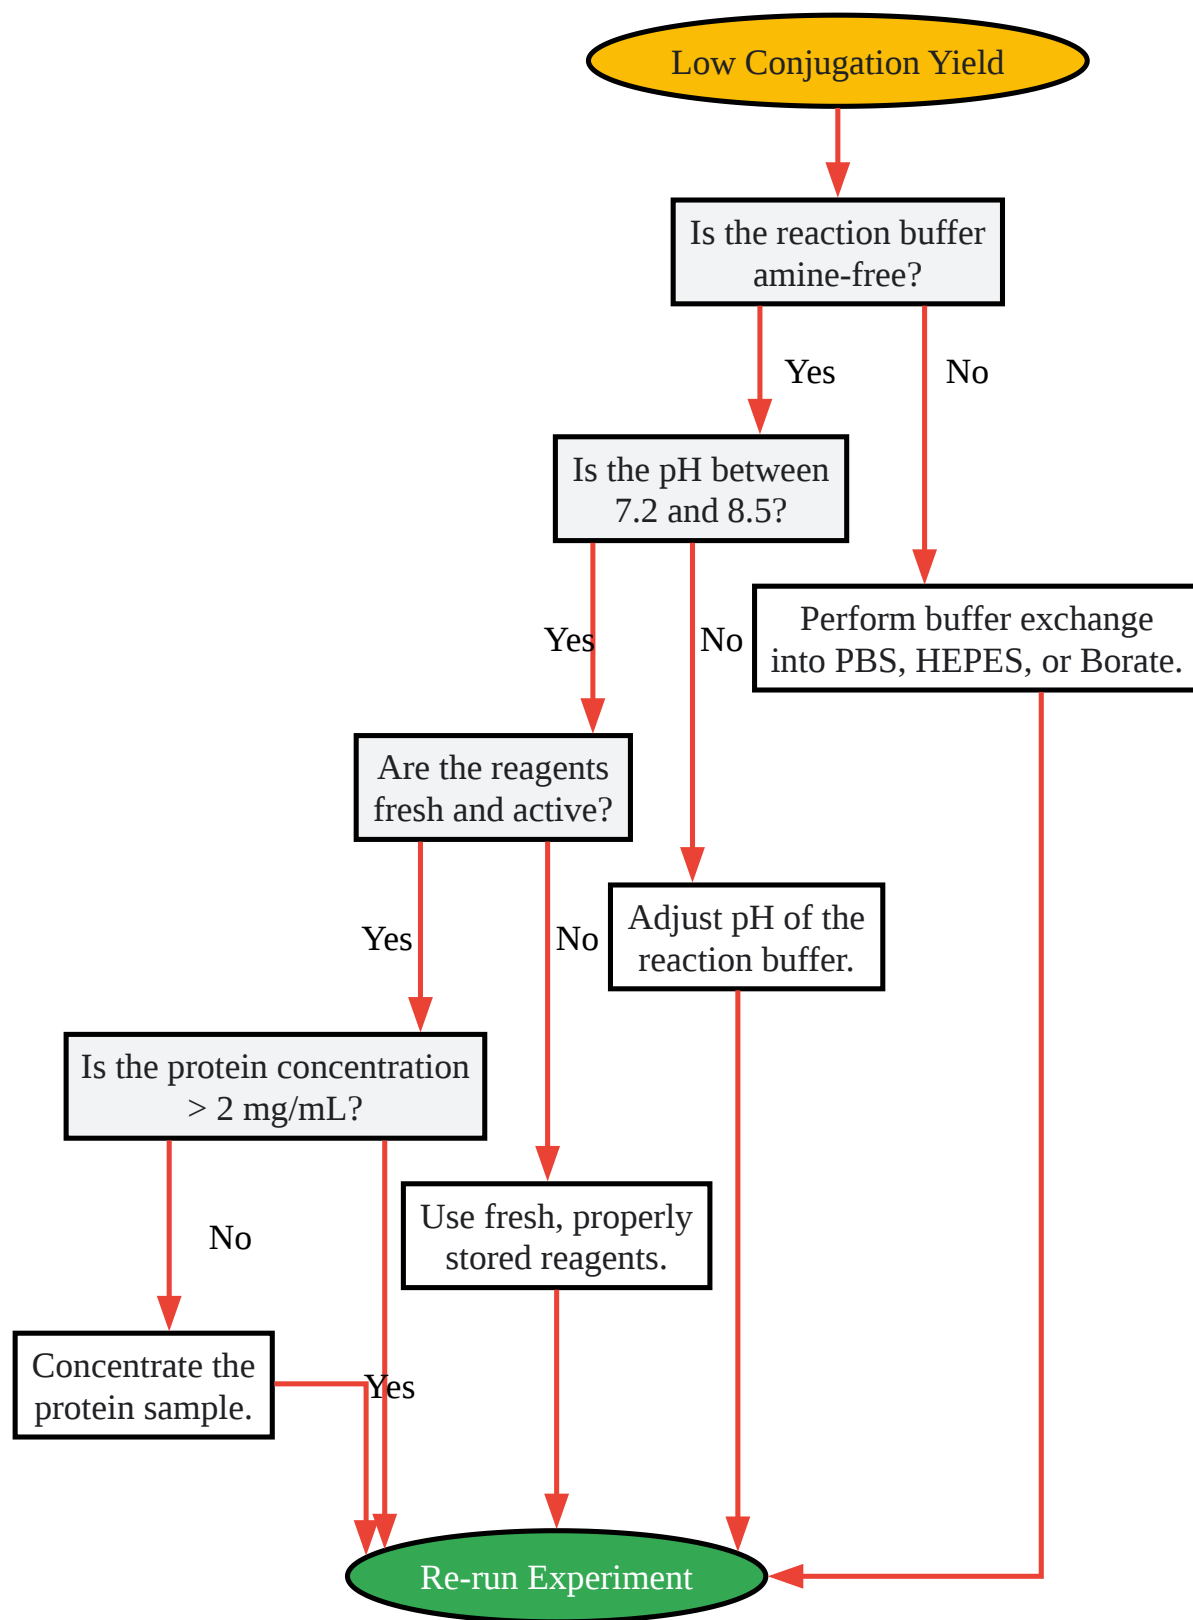 Low Conjugation Yield
Is the reaction buffer
amine-free?
Yes
No
Is the pH between
7.2 and 8.5?
Yes
No
Perform buffer exchange
into PBS, HEPES, or Borate.
Are the reagents
fresh and active?
Yes
No
Adjust pH of the
reaction buffer.
Is the protein concentration
> 2 mg/mL?
No
Use fresh, properly
stored reagents.
Concentrate the
protein sample.
Yes
Re-run Experiment